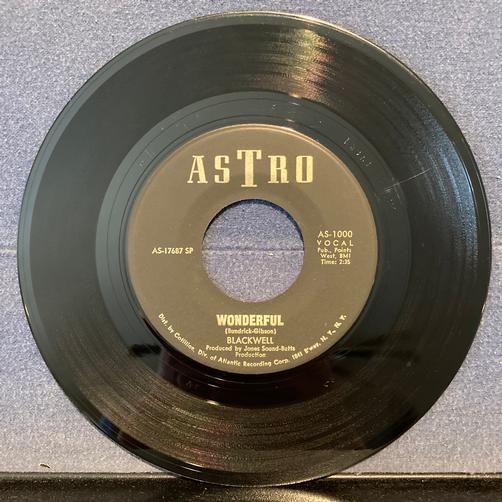 ASTRO
AS-17687 SP
AS-1000
VOCAL
Pub., Points
West, BMI
Time: 2:35
WONDERFUL
(Bundrick-Gibson)
BLACKWELL
Produced by Jones Sound-Butts
Production
Dist. by Cotillion, Div. of Atlantic Recording Corp. 1841 B'way, N. Y., N. Y.